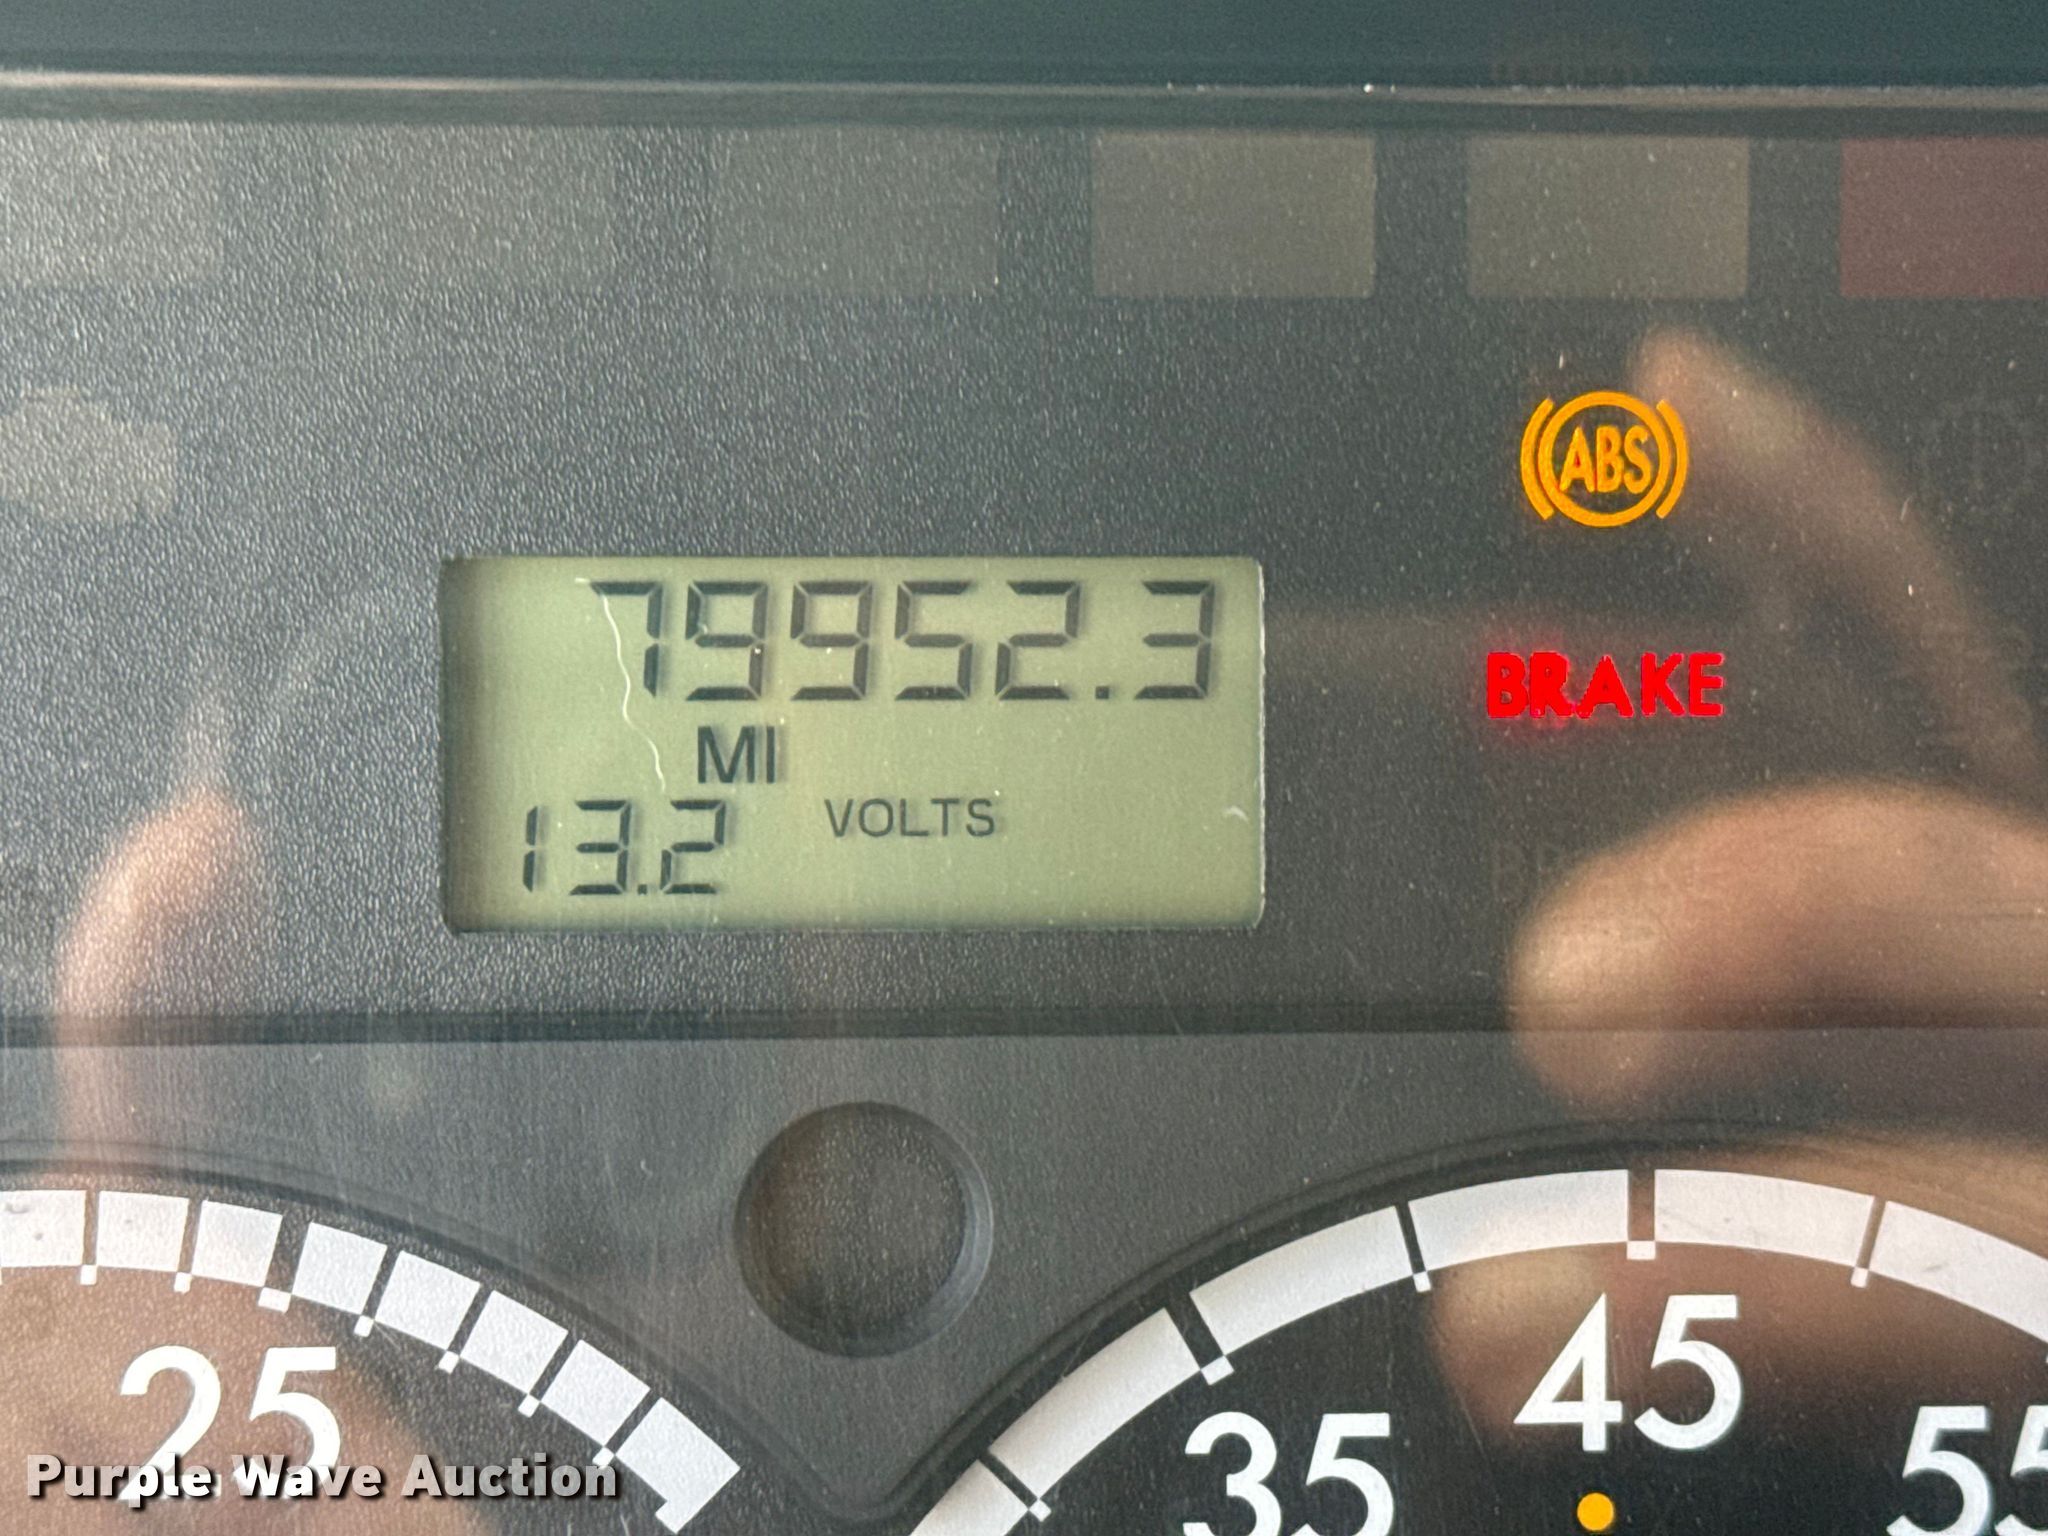 ABS
79952.3
BRAKE
MI
13.2 VOLTS
45
25
35
55
Purple Wave Auction